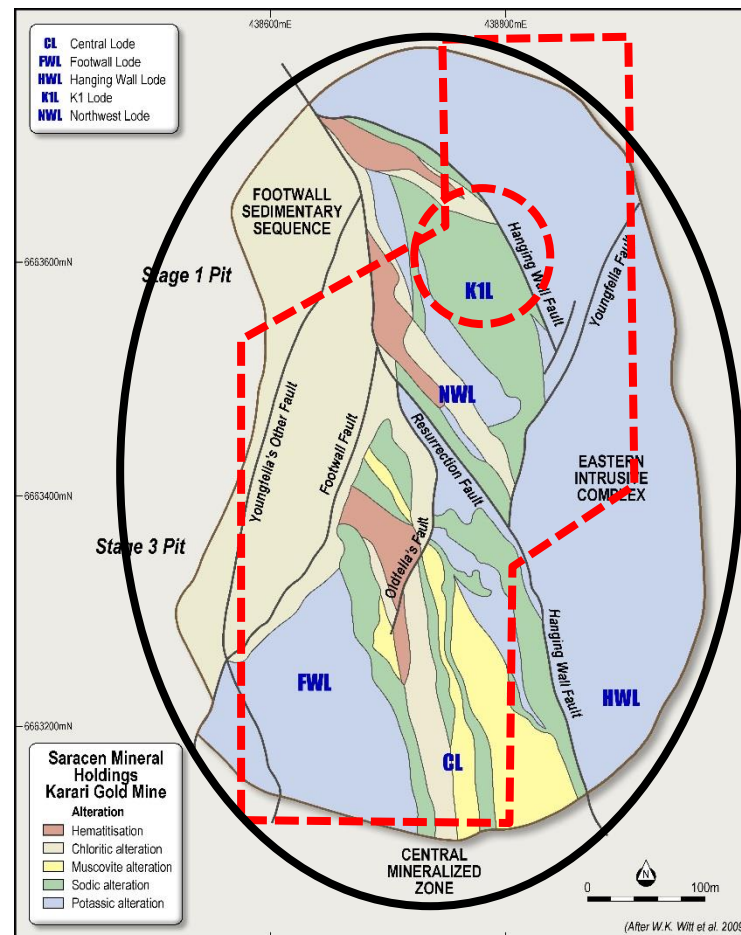 438600mE
438800mE
CL Central Lode
FWL Footwall Lode
HWL Hanging Wall Lode
K1L K1 Lode
NWL Northwest Lode
FOOTWALL
SEDIMENTARY
SEQUENCE
6663600mN
Stage 1 Pit
Hanging Wall Fault
Youngfella Fault
K1L
NWL
Youngfella's Other Fault
Footwall Fault
Resurrection Fault
EASTERN
INTRUSIVE
COMPLEX
6663400mN
Stage 3 Pit
Oldfella's Fault
Hanging Wall Fault
FWL
HWL
6663200mN
CL
Saracen Mineral
Holdings
Karari Gold Mine
Alteration
Hematitisation
Chloritic alteration
Muscovite alteration
Sodic alteration
Potassic alteration
CENTRAL
MINERALIZED
ZONE
N
0 100m
(After W.K. Witt et al. 2009